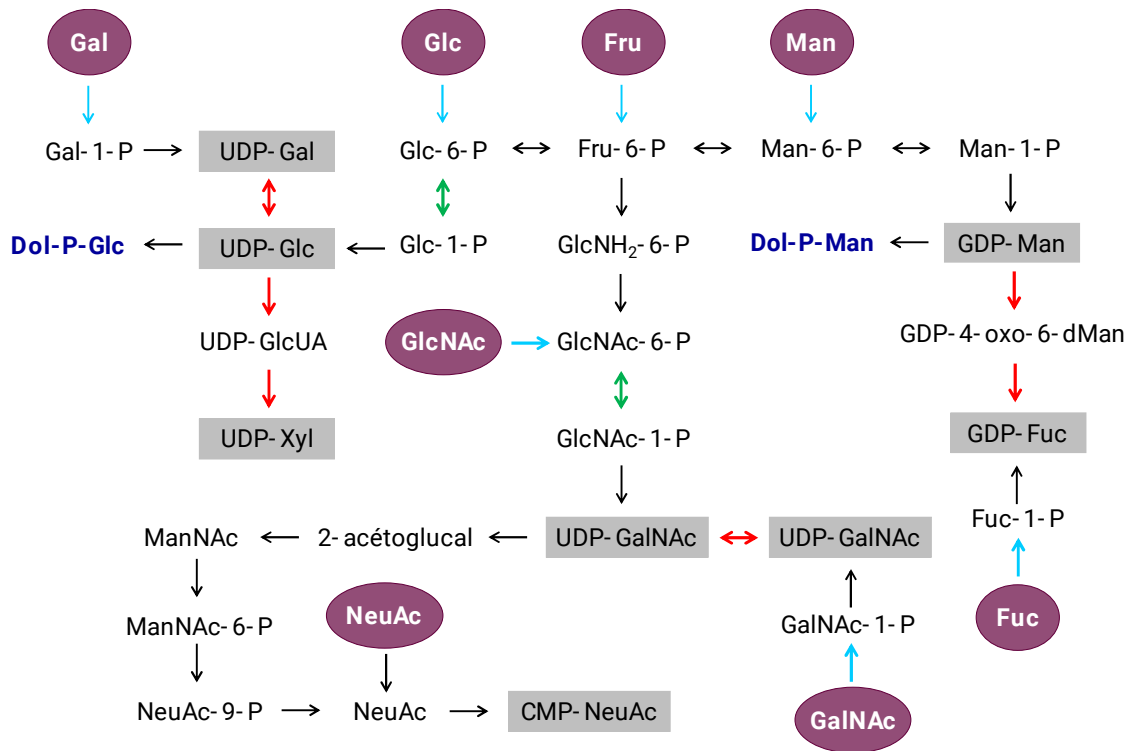 Gal
Glc
Fru
Man
Gal-1-P
UDP-Gal
Glc-6-P
Fru-6-P
Man-6-P
Man-1-P
Dol-P-Glc
UDP-Glc
Glc-1-P
GlcNH2-6-P
Dol-P-Man
GDP-Man
UDP-GlcUA
GlcNAc
GlcNAc-6-P
GDP-4-oxo-6-dMan
UDP-Xyl
GlcNAc-1-P
GDP-Fuc
ManNAc
2-acétoglucal
UDP-GalNAc
UDP-GalNAc
Fuc-1-P
ManNAc-6-P
NeuAc
GalNAc-1-P
Fuc
NeuAc-9-P
NeuAc
CMP-NeuAc
GalNAc